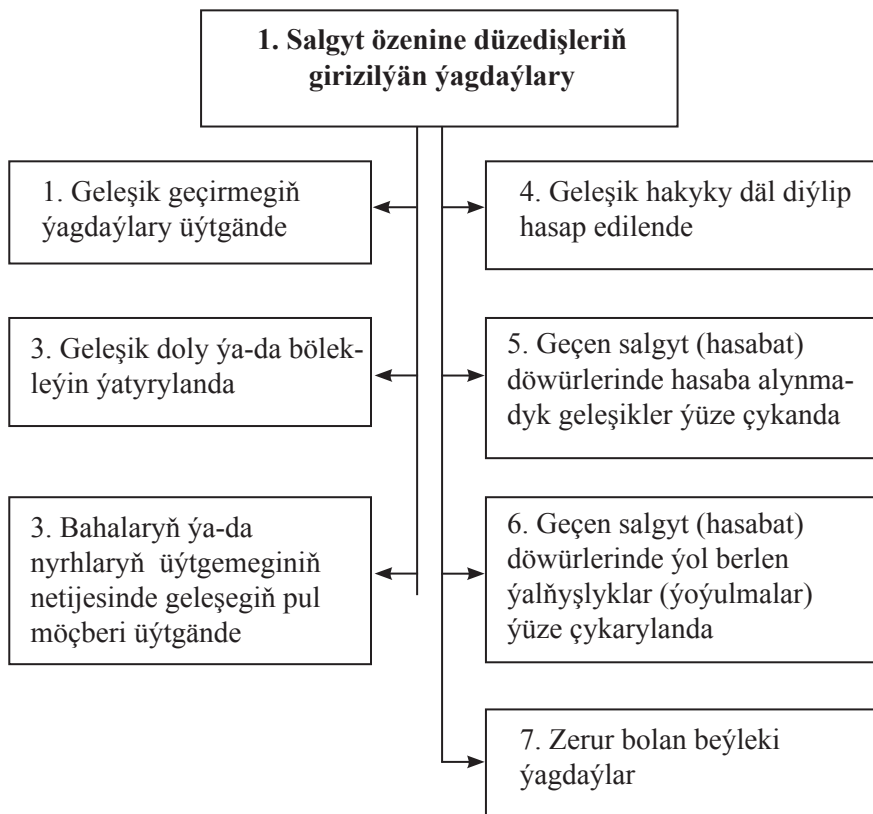 1. Salgyt özenine düzedişleriň
girizilýän ýagdaýlary
1. Geleşik geçirmegiň
ýagdaýlary üýtgände
3. Geleşik doly ýa-da bölek-
leýin ýatyrylanda
3. Bahalaryň ýa-da
nyrhlaryň üýtgemeginiň
netijesinde geleşegiň pul
möçberi üýtgände
4. Geleşik hakyky däl diýlip
hasap edilende
5. Geçen salgyt (hasabat)
döwürlerinde hasaba alynma-
dyk geleşikler ýüze çykanda
6. Geçen salgyt (hasabat)
döwürlerinde ýol berlen
ýalňyşlyklar (ýoýulmalar)
ýüze çykarylanda
7. Zerur bolan beýleki
ýagdaýlar